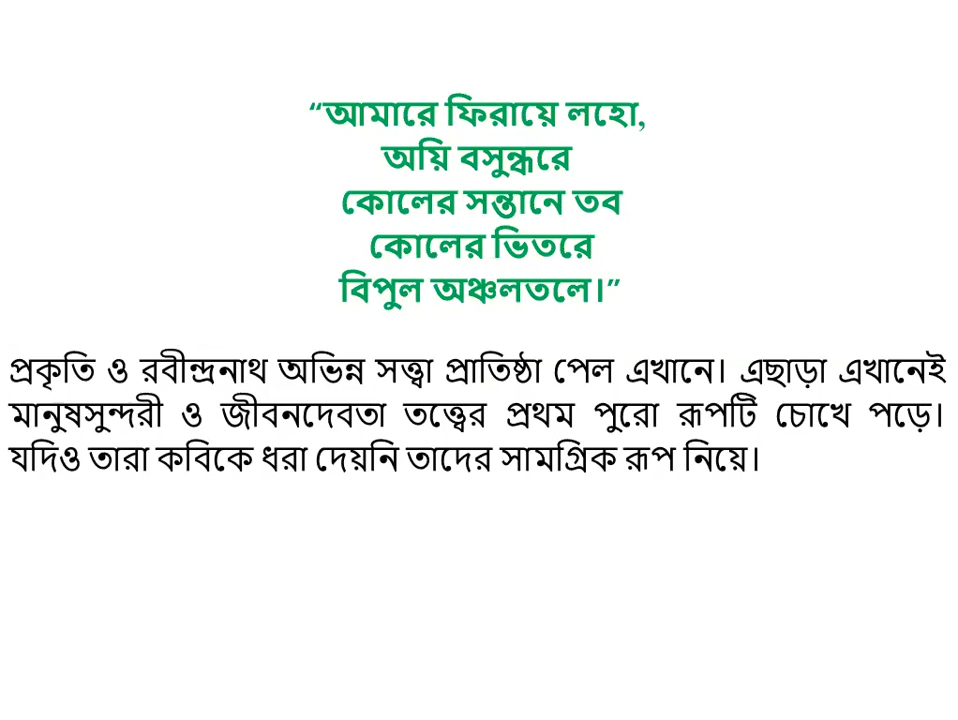 “আমারে ফিরায়ে লহো,
অয়ি বসুন্ধরে
কোলের সন্তানে তব
কোলের ভিতরে
বিপুল অঞ্চলতলে।”
প্রকৃতি ও রবীন্দ্রনাথ অভিন্ন সত্ত্বা প্রাতিষ্ঠা পেল এখানে। এছাড়া এখানেই
মানুষসুন্দরী ও জীবনদেবতা তত্ত্বের প্রথম পুরো রূপটি চোখে পড়ে।
যদিও তারা কবিকে ধরা দেয়নি তাদের সামগ্রিক রূপ নিয়ে।